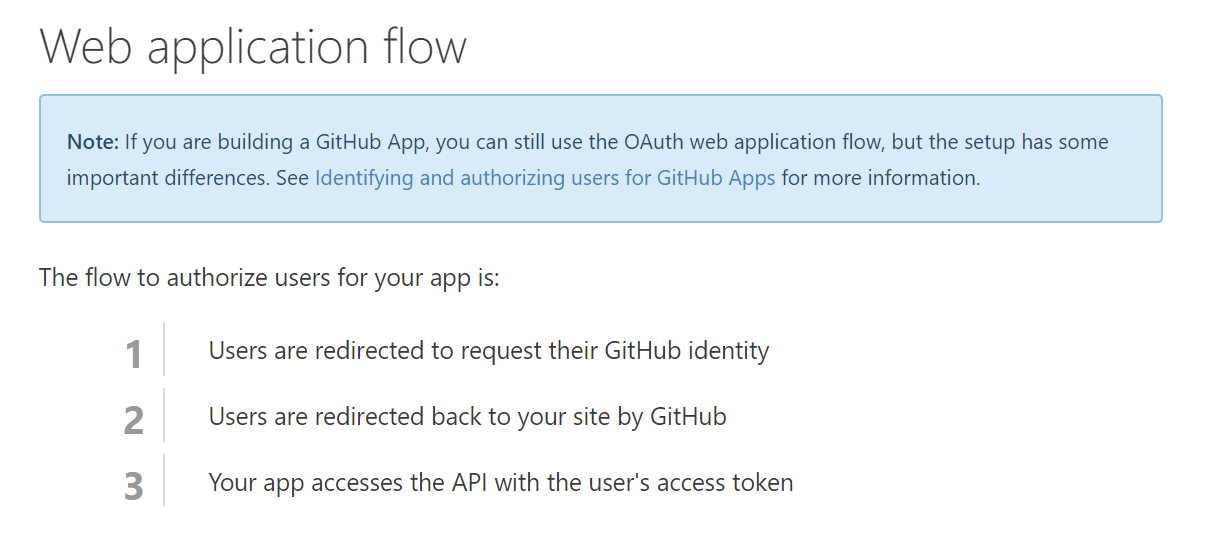 Web application flow
Note: If you are building a GitHub App, you can still use the OAuth web application flow, but the setup has some
important differences. See Identifying and authorizing users for GitHub Apps for more information.
The flow to authorize users for your app is:
1 Users are redirected to request their GitHub identity
2 Users are redirected back to your site by GitHub
3 Your app accesses the API with the user's access token